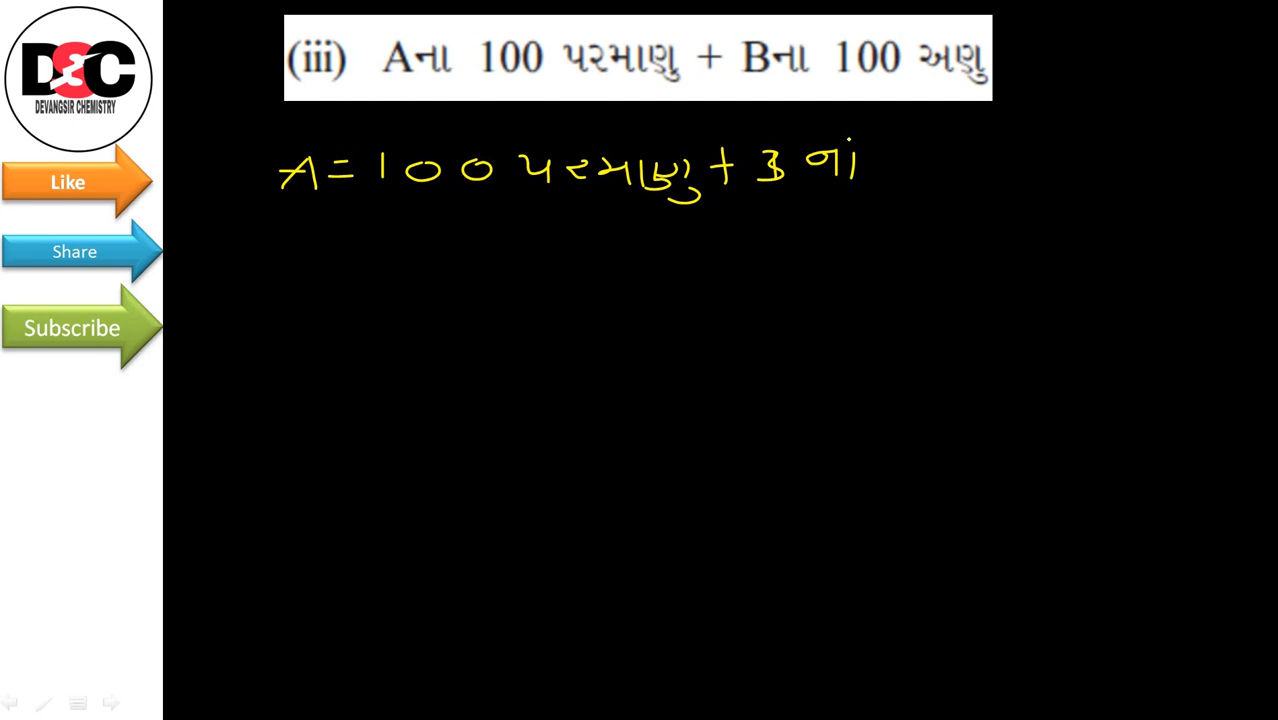 (iii) Aના 100 પરમાણુ + Bના 100 અણુ
D&C
DEVANGSIR CHEMISTRY
A = 100 પરમાણુ + B નાં
Like
Share
Subscribe